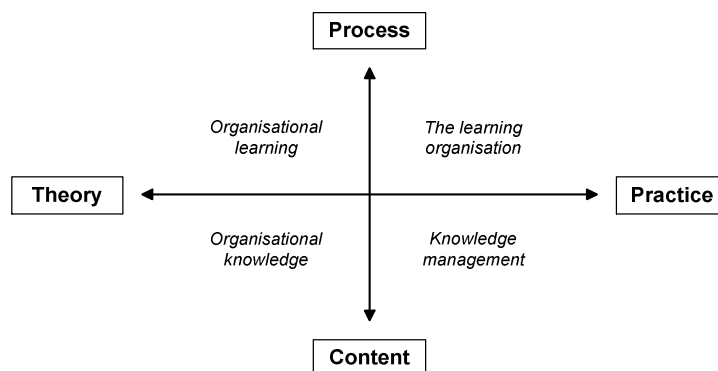 Process
Organisational
learning
The learning
organisation
Theory
Practice
Organisational
knowledge
Knowledge
management
Content